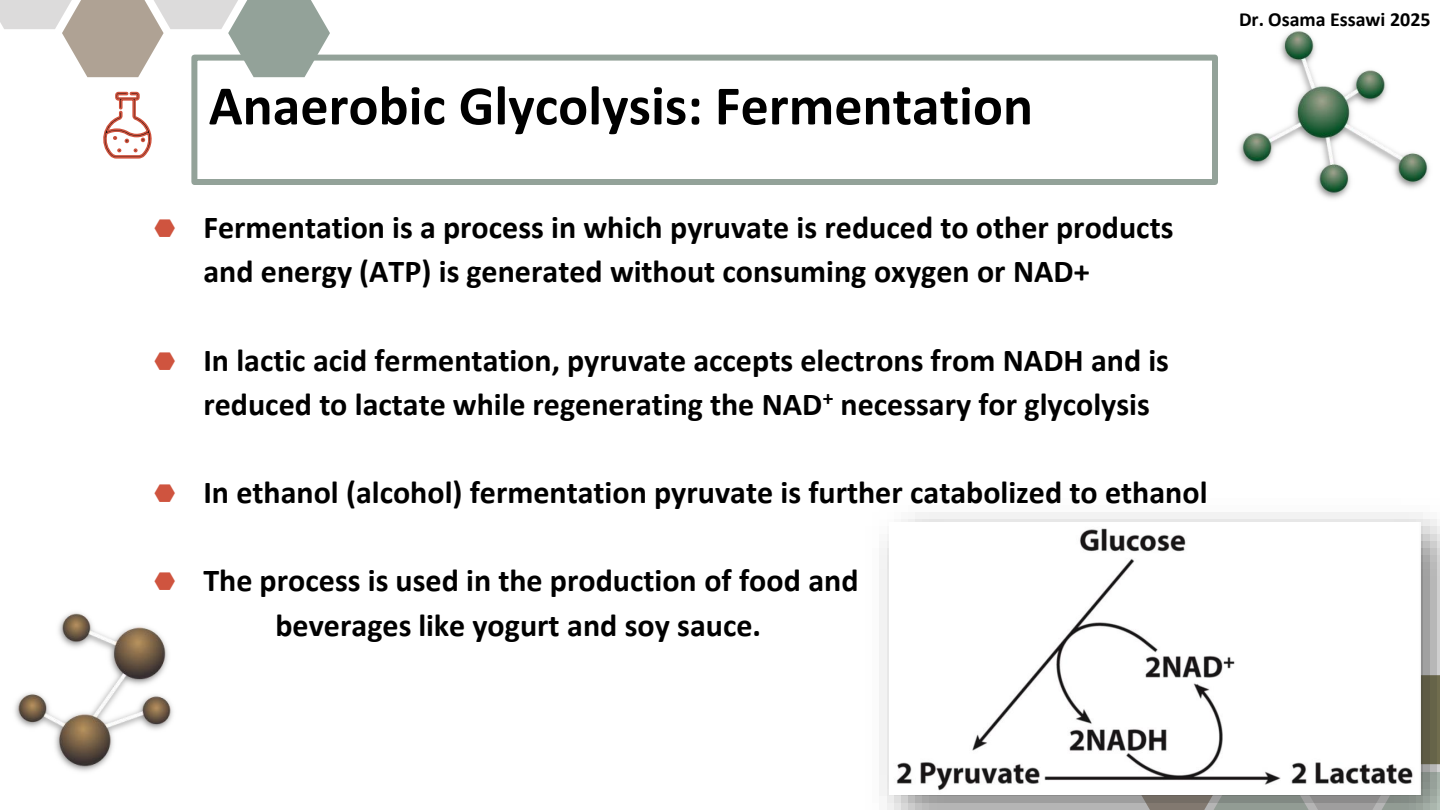 Dr. Osama Essawi 2025
Anaerobic Glycolysis: Fermentation
Fermentation is a process in which pyruvate is reduced to other products
and energy (ATP) is generated without consuming oxygen or NAD+
In lactic acid fermentation, pyruvate accepts electrons from NADH and is
reduced to lactate while regenerating the NAD⁺ necessary for glycolysis
In ethanol (alcohol) fermentation pyruvate is further catabolized to ethanol
The process is used in the production of food and
beverages like yogurt and soy sauce.
Glucose
2NAD⁺
2NADH
2 Pyruvate
2 Lactate